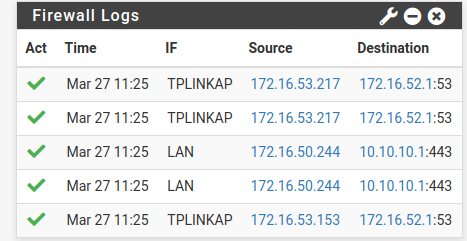 Firewall Logs
Act Time IF Source Destination
Mar 27 11:25 TPLINKAP 172.16.53.217 172.16.52.1:53
Mar 27 11:25 TPLINKAP 172.16.53.217 172.16.52.1:53
Mar 27 11:25 LAN 172.16.50.244 10.10.10.1:443
Mar 27 11:25 LAN 172.16.50.244 10.10.10.1:443
Mar 27 11:25 TPLINKAP 172.16.53.153 172.16.52.1:53